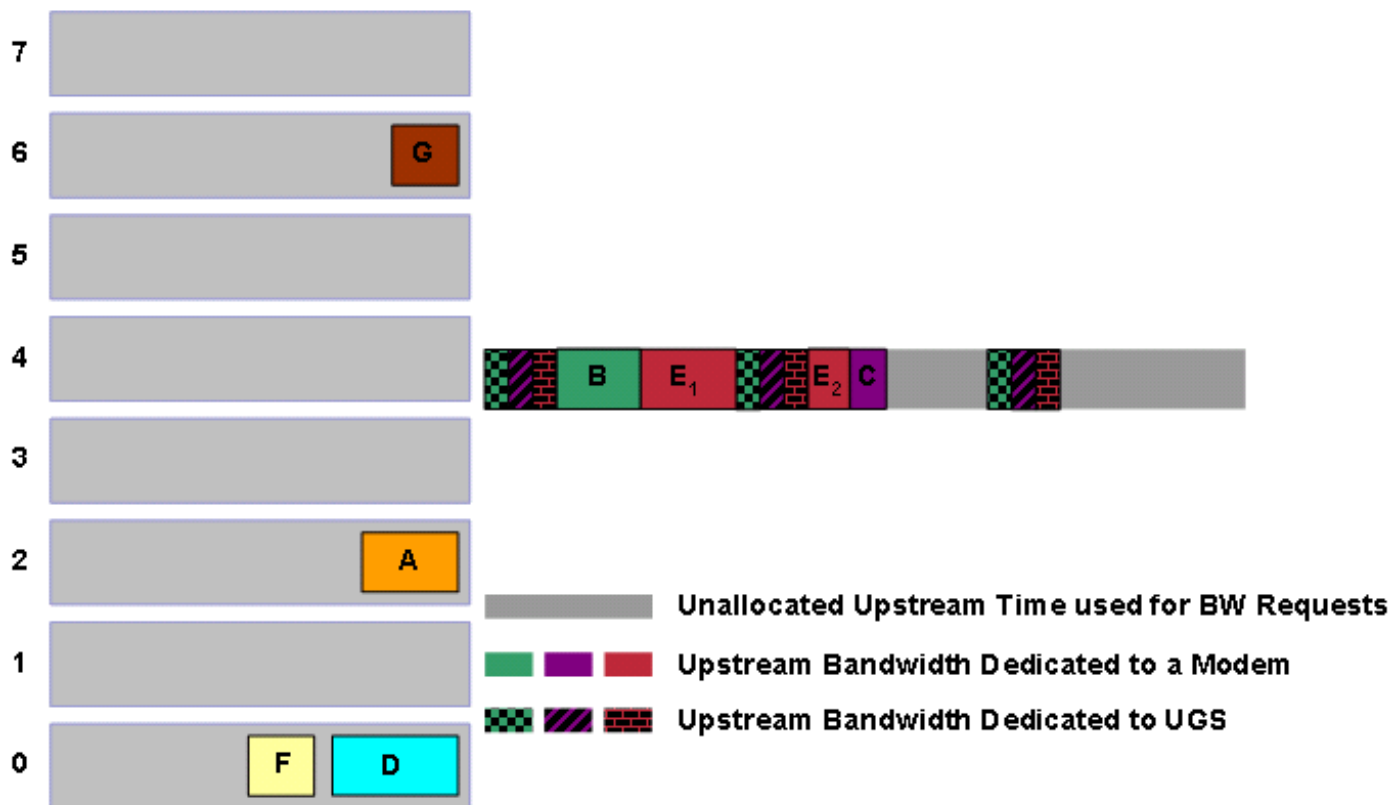 7
6 G
5
4 B E1 E2 C
3
2 A
Unallocated Upstream Time used for BW Requests
1 Upstream Bandwidth Dedicated to a Modem
Upstream Bandwidth Dedicated to UGS
0 F D